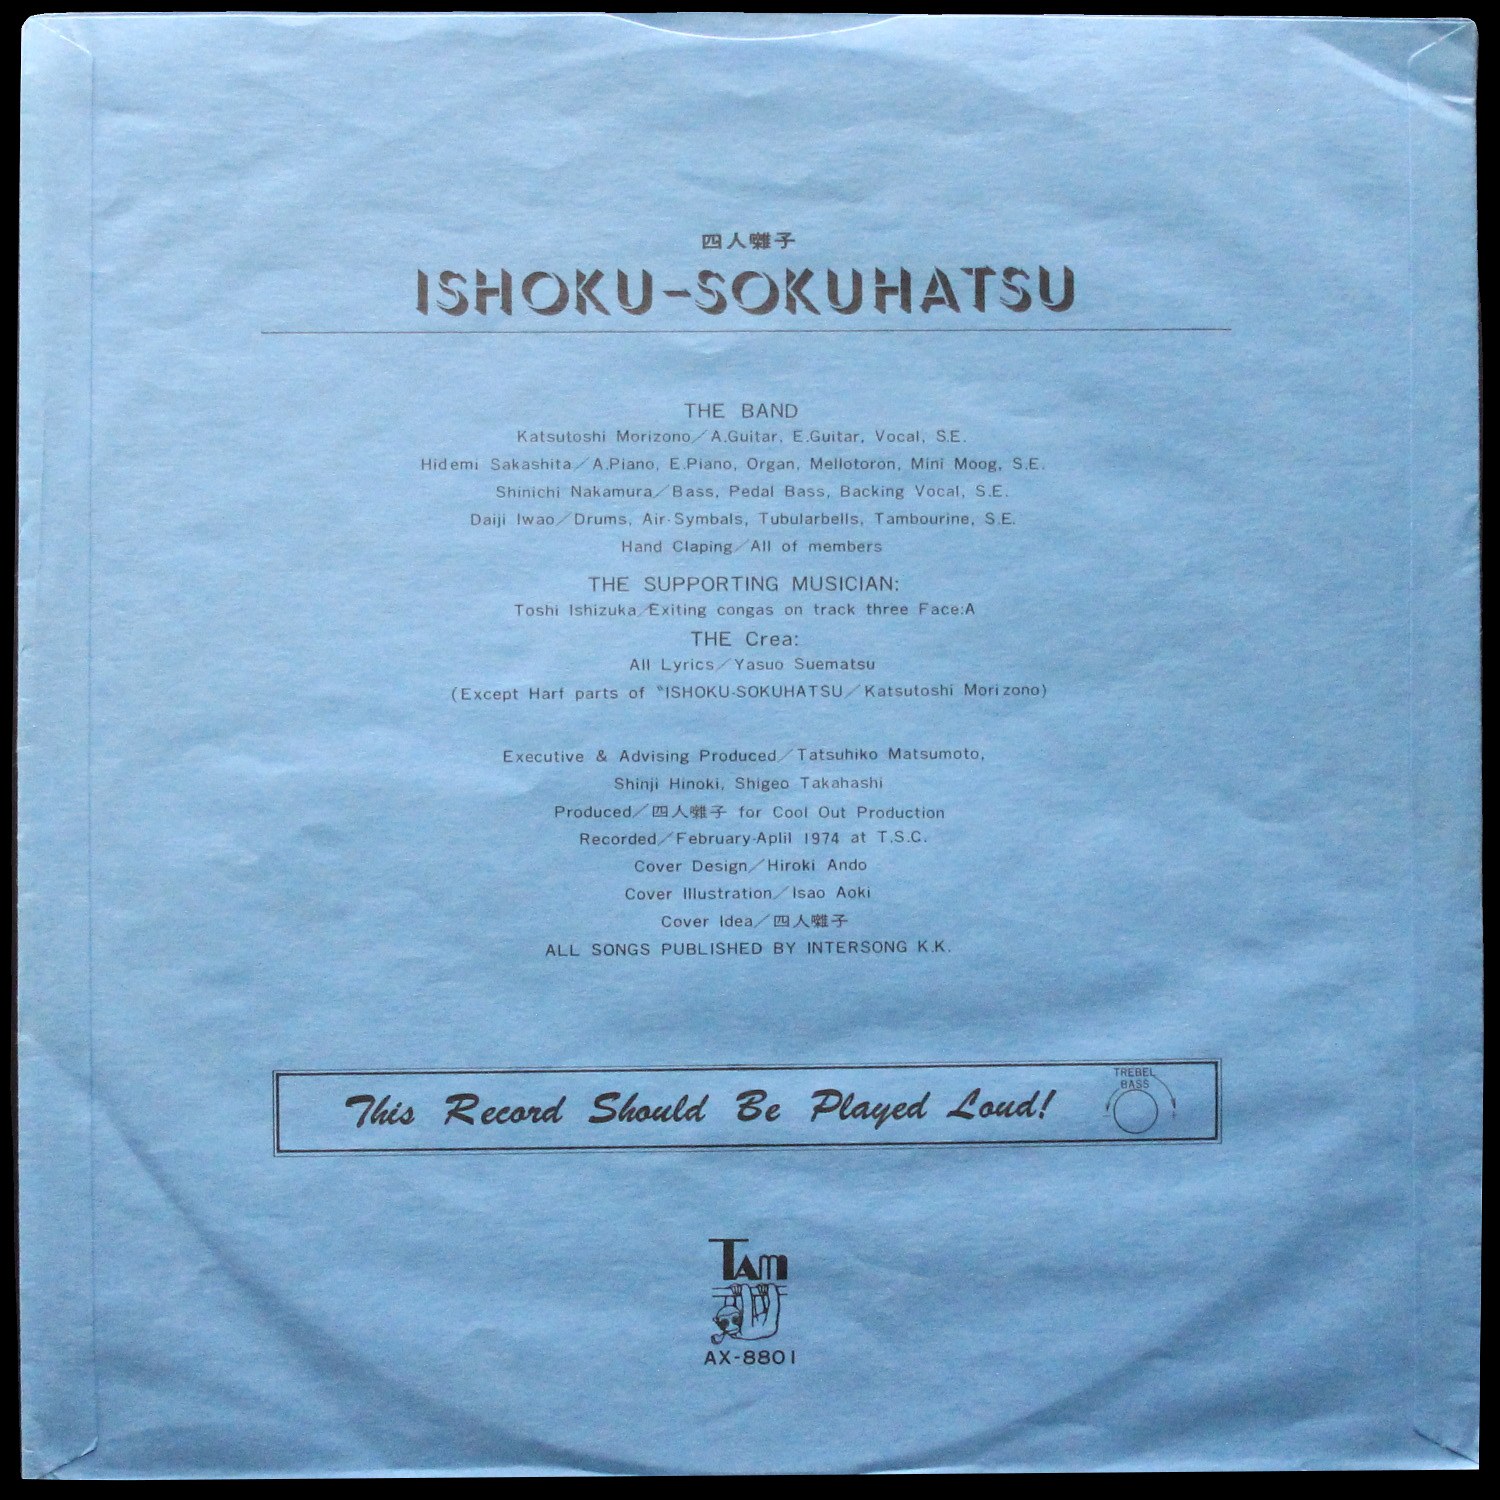 四人囃子
ISHOKU-SOKUHATSU
THE BAND
Katsutoshi Morizono／A.Guitar, E.Guitar, Vocal, S.E.
Hidemi Sakashita／A.Piano, E.Piano, Organ, Mellotoron, Mini Moog, S.E.
Shinichi Nakamura／Bass, Pedal Bass, Backing Vocal, S.E.
Daiji Iwao／Drums, Air-Symbals, Tubularbells, Tambourine, S.E.
Hand Claping／All of members
THE SUPPORTING MUSICIAN:
Toshi Ishizuka／Exiting congas on track three Face:A
THE Crea:
All Lyrics／Yasuo Suematsu
(Except Harf parts of “ISHOKU-SOKUHATSU／Katsutoshi Morizono)
Executive & Advising Produced／Tatsuhiko Matsumoto,
Shinji Hinoki, Shigeo Takahashi
Produced／四人囃子 for Cool Out Production
Recorded／February-Aplil 1974 at T.S.C.
Cover Design／Hiroki Ando
Cover Illustration／Isao Aoki
Cover Idea／四人囃子
ALL SONGS PUBLISHED BY INTERSONG K.K.
This Record Should Be Played Loud!
TREBEL
BASS
TAM
AX-8801